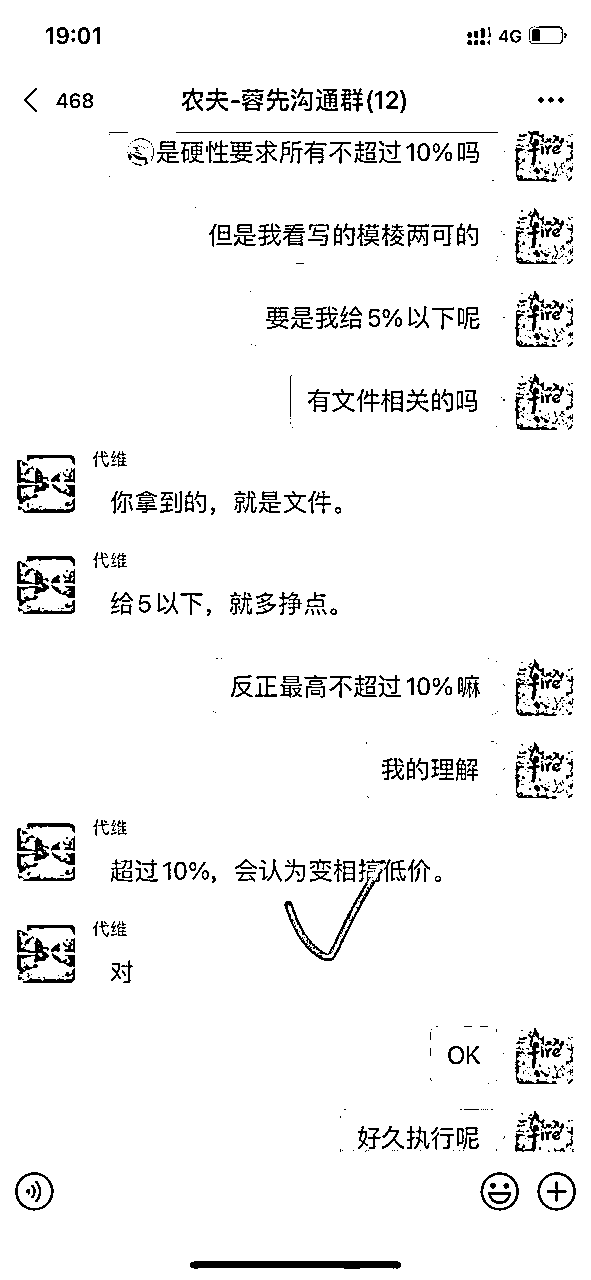 19:01
4G
468
农夫-蓉先沟通群(12)
是硬性要求所有不超过10%吗
但是我看写的模棱两可的
要是我给5%以下呢
有文件相关的吗
代维
你拿到的，就是文件。
代维
给5以下，就多挣点。
反正最高不超过10%嘛
我的理解
代维
超过10%，会认为变相搞低价。
代维
对
OK
好久执行呢